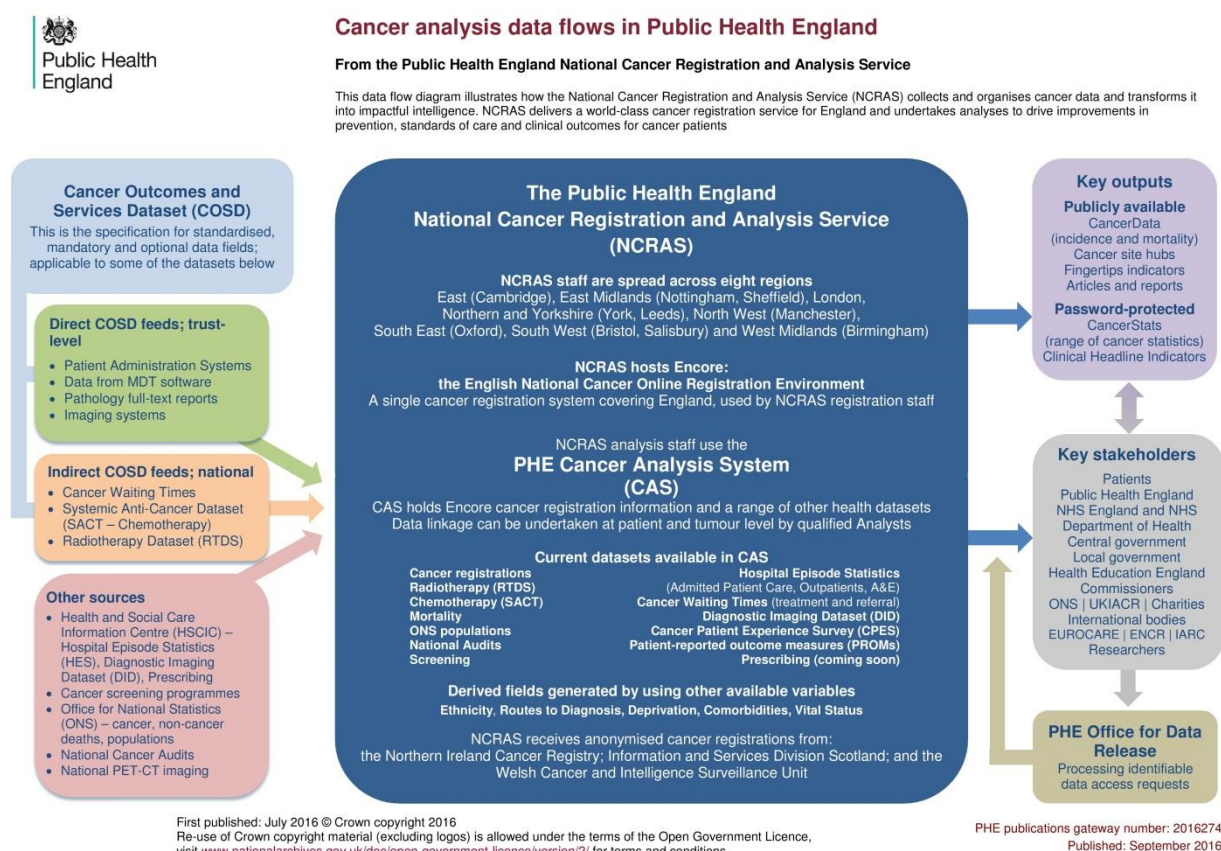 Public Health
England
Cancer analysis data flows in Public Health England
From the Public Health England National Cancer Registration and Analysis Service
This data flow diagram illustrates how the National Cancer Registration and Analysis Service (NCRAS) collects and organises cancer data and transforms it
into impactful intelligence. NCRAS delivers a world-class cancer registration service for England and undertakes analyses to drive improvements in
prevention, standards of care and clinical outcomes for cancer patients
Cancer Outcomes and
Services Dataset (COSD)
This is the specification for standardised,
mandatory and optional data fields;
applicable to some of the datasets below
Direct COSD feeds; trust-
level
• Patient Administration Systems
• Data from MDT software
• Pathology full-text reports
• Imaging systems
Indirect COSD feeds; national
• Cancer Waiting Times
• Systemic Anti-Cancer Dataset
(SACT – Chemotherapy)
• Radiotherapy Dataset (RTDS)
Other sources
• Health and Social Care
Information Centre (HSCIC) –
Hospital Episode Statistics
(HES), Diagnostic Imaging
Dataset (DID), Prescribing
• Cancer screening programmes
• Office for National Statistics
(ONS) – cancer, non-cancer
deaths, populations
• National Cancer Audits
• National PET-CT imaging
The Public Health England
National Cancer Registration and Analysis Service
(NCRAS)
NCRAS staff are spread across eight regions
East (Cambridge), East Midlands (Nottingham, Sheffield), London,
Northern and Yorkshire (York, Leeds), North West (Manchester),
South East (Oxford), South West (Bristol, Salisbury) and West Midlands (Birmingham)
NCRAS hosts Encore:
the English National Cancer Online Registration Environment
A single cancer registration system covering England, used by NCRAS registration staff
NCRAS analysis staff use the
PHE Cancer Analysis System
(CAS)
CAS holds Encore cancer registration information and a range of other health datasets
Data linkage can be undertaken at patient and tumour level by qualified Analysts
Current datasets available in CAS
Cancer registrations
Radiotherapy (RTDS)
Chemotherapy (SACT)
Mortality
ONS populations
National Audits
Screening
Hospital Episode Statistics
(Admitted Patient Care, Outpatients, A&E)
Cancer Waiting Times (treatment and referral)
Diagnostic Imaging Dataset (DID)
Cancer Patient Experience Survey (CPES)
Patient-reported outcome measures (PROMs)
Prescribing (coming soon)
Derived fields generated by using other available variables
Ethnicity, Routes to Diagnosis, Deprivation, Comorbidities, Vital Status
NCRAS receives anonymised cancer registrations from:
the Northern Ireland Cancer Registry; Information and Services Division Scotland; and the
Welsh Cancer and Intelligence Surveillance Unit
Key outputs
Publicly available
CancerData
(incidence and mortality)
Cancer site hubs
Fingertips indicators
Articles and reports
Password-protected
CancerStats
(range of cancer statistics)
Clinical Headline Indicators
Key stakeholders
Patients
Public Health England
NHS England and NHS
Department of Health
Central government
Local government
Health Education England
Commissioners
ONS | UKIACR | Charities
International bodies
EUROCARE | ENCR | IARC
Researchers
PHE Office for Data
Release
Processing identifiable
data access requests
First published: July 2016 © Crown copyright 2016
Re-use of Crown copyright material (excluding logos) is allowed under the terms of the Open Government Licence,
visit www.nationalarchives.gov.uk/doc/open-government-licence/version/3/ for terms and conditions
PHE publications gateway number: 2016274
Published: September 2016